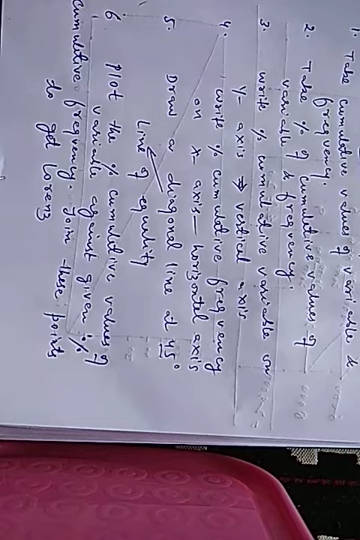 1. Take cumulative values of variable &
frequency.
2. Take % of cumulative values of
variable & frequency.
3. Write % cumulative variable on
Y-axis → vertical axis
4. Write % cumulative frequency
on x-axis — horizontal axis
5. Draw a diagonal line at 45°
Line of equality
6. Plot the % cumulative values of
variable against given %
cumulative frequency. Join these points
to get Lorenz